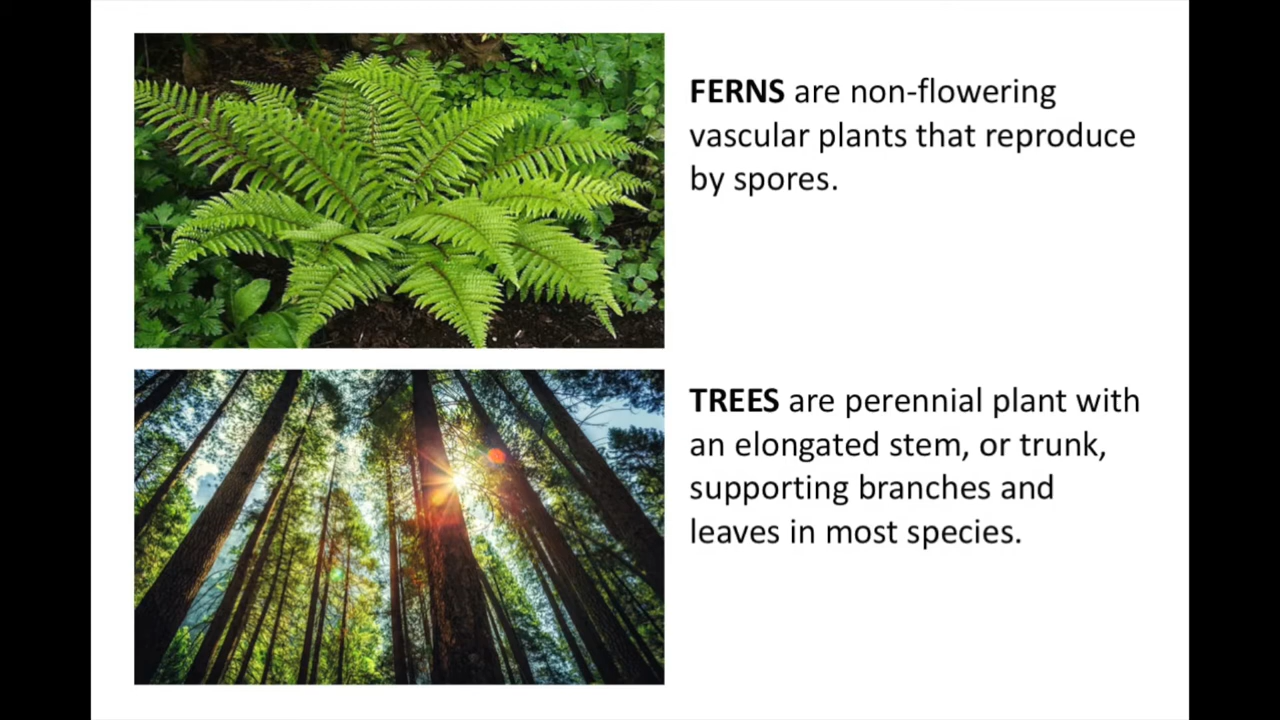 FERNS are non-flowering
vascular plants that reproduce
by spores.
TREES are perennial plant with
an elongated stem, or trunk,
supporting branches and
leaves in most species.